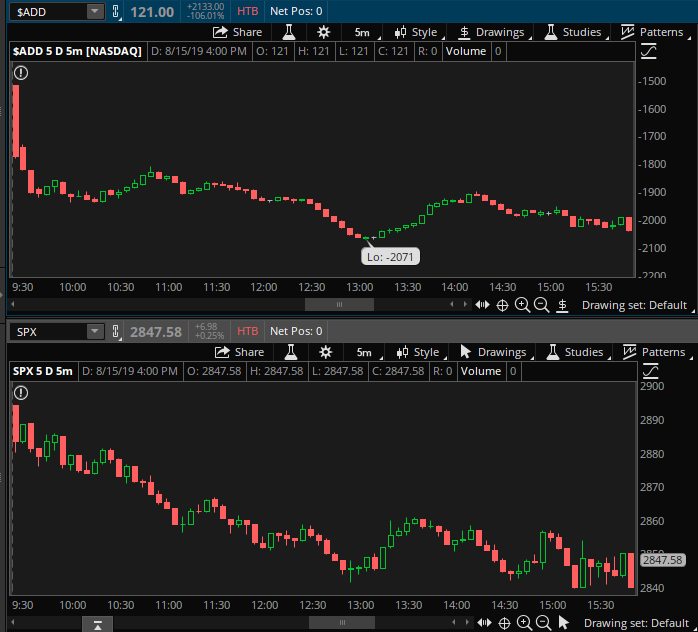 $ADD 121.00 +2133.00 -106.01% HTB Net Pos: 0
Share 5m Style $ Drawings Studies Patterns
$ADD 5 D 5m [NASDAQ] D: 8/15/19 4:00 PM O: 121 H: 121 L: 121 C: 121 R: 0 Volume 0
-1500
-1600
-1700
-1800
-1900
-2000
-2100
-2200
Lo: -2071
9:30 10:00 10:30 11:00 11:30 12:00 12:30 13:00 13:30 14:00 14:30 15:00 15:30
$ Drawing set: Default
SPX 2847.58 +6.98 +0.25% HTB Net Pos: 0
Share 5m Style Drawings Studies Patterns
SPX 5 D 5m D: 8/15/19 4:00 PM O: 2847.58 H: 2847.58 L: 2847.58 C: 2847.58 R: 0 Volume 0
2900
2890
2880
2870
2860
2847.58
2840
9:30 10:00 10:30 11:00 11:30 12:00 12:30 13:00 13:30 14:00 14:30 15:00 15:30
Drawing set: Default